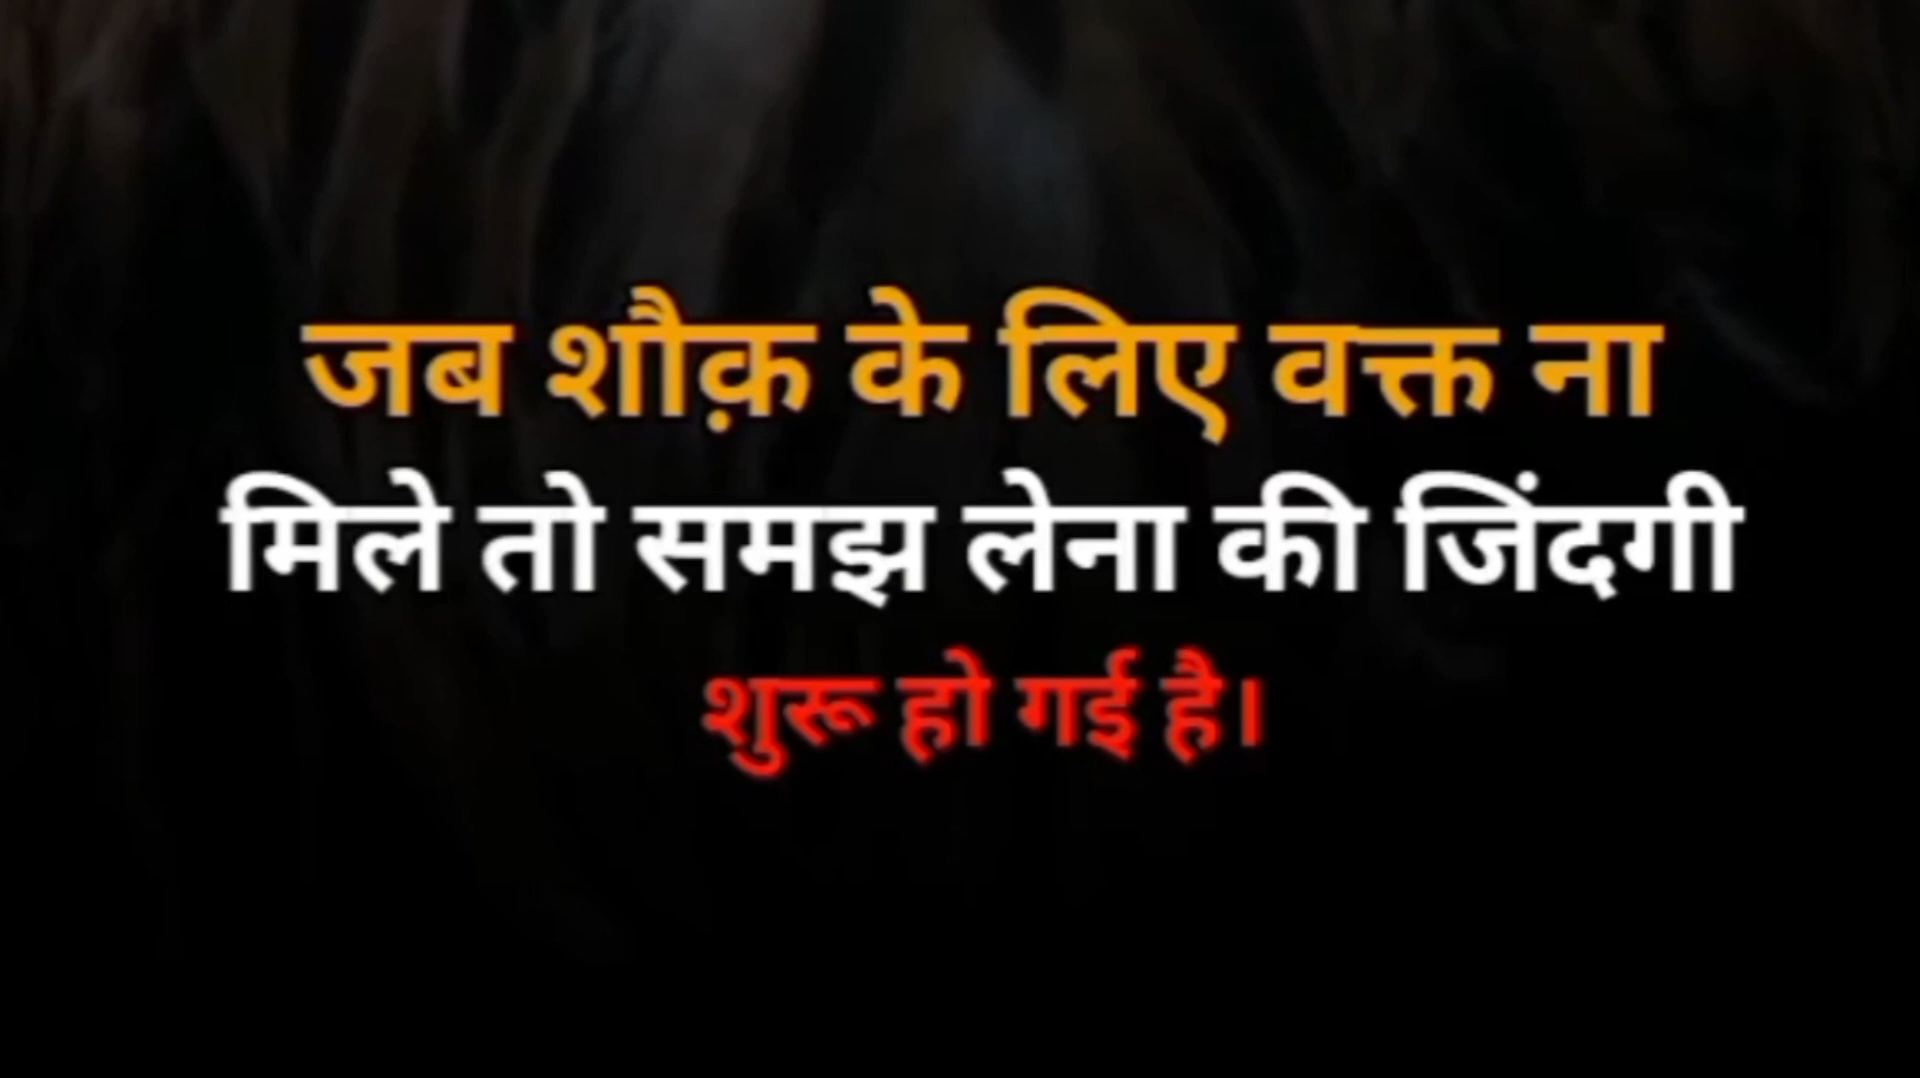 जब शौक़ के लिए वक्त ना
मिले तो समझ लेना की जिंदगी
शुरू हो गई है।